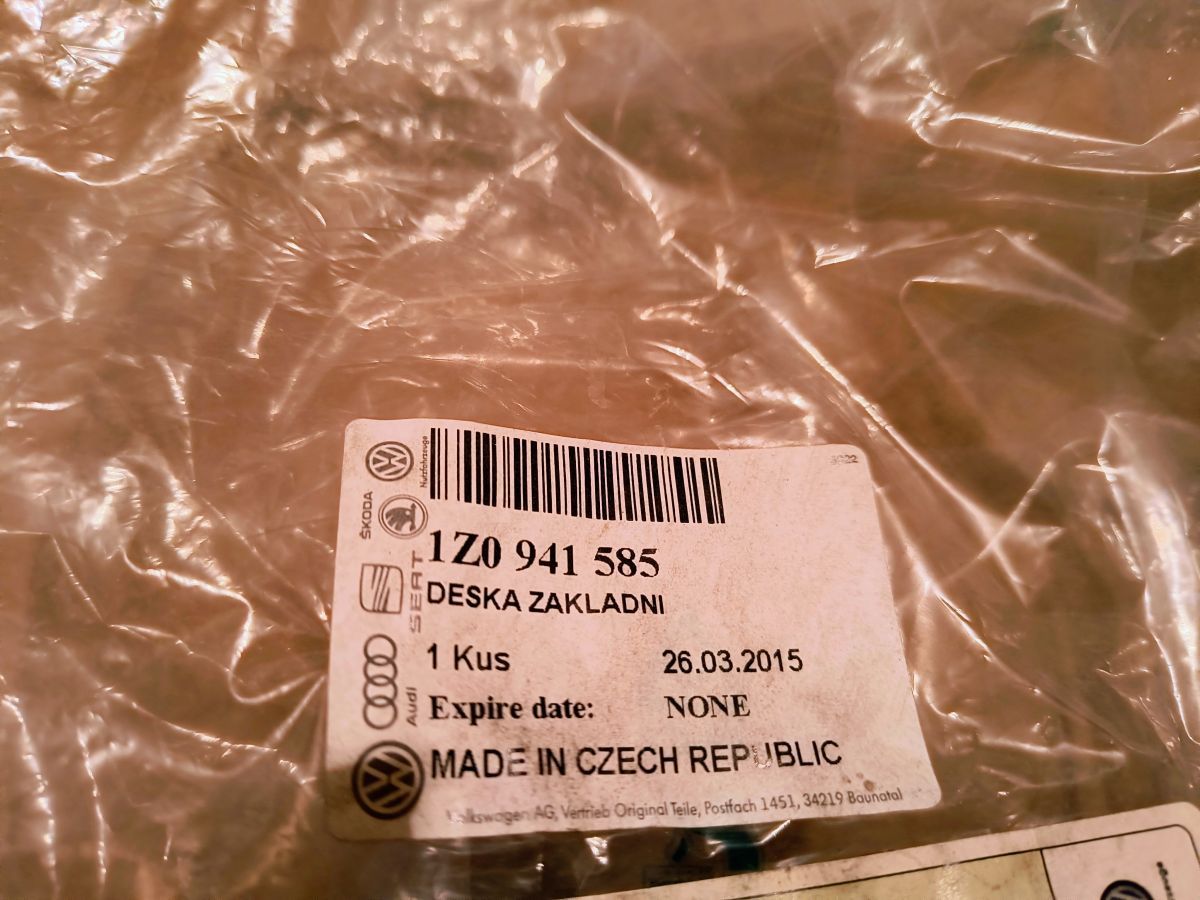 Nutzfahrzeuge
ŠKODA
SEAT
Audi
1Z0 941 585
DESKA ZAKLADNI
1 Kus 26.03.2015
Expire date: NONE
MADE IN CZECH REPUBLIC
Volkswagen AG, Vertrieb Original Teile, Postfach 1451, 34219 Baunatal